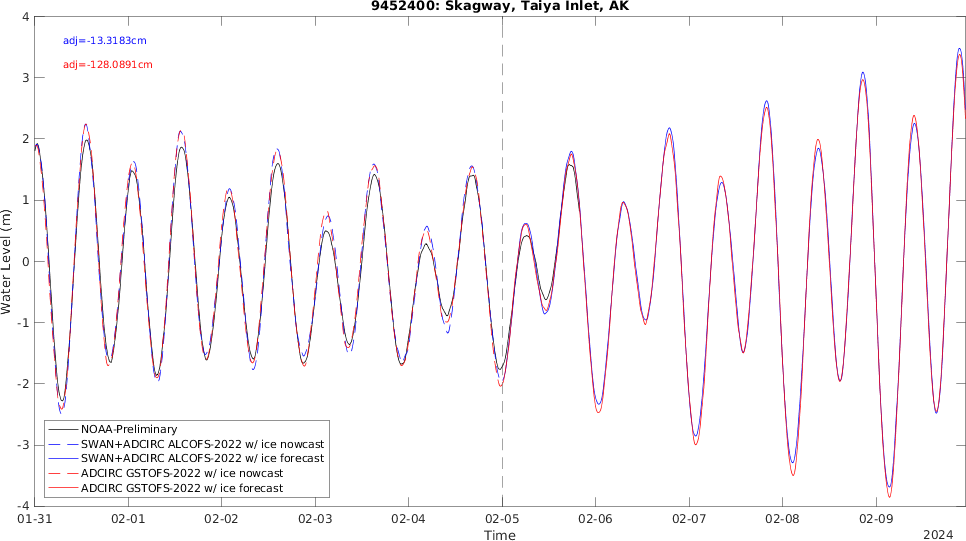 9452400: Skagway, Taiya Inlet, AK
adj=-13.3183cm
adj=-128.0891cm
4
3
2
1
0
-1
-2
-3
-4
Water Level (m)
NOAA-Preliminary
SWAN+ADCIRC ALCOFS-2022 w/ ice nowcast
SWAN+ADCIRC ALCOFS-2022 w/ ice forecast
ADCIRC GSTOFS-2022 w/ ice nowcast
ADCIRC GSTOFS-2022 w/ ice forecast
01-31 02-01 02-02 02-03 02-04 02-05 02-06 02-07 02-08 02-09
Time
2024